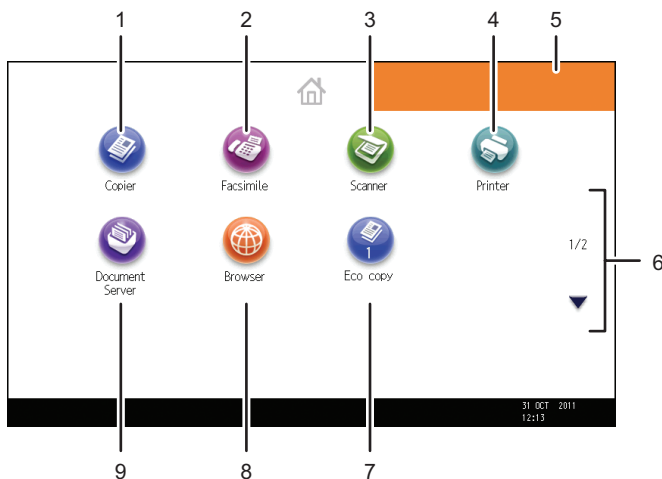 1 2 3 4 5
Copier Facsimile Scanner Printer
1/2
6
1
Document Server Browser Eco copy
31 OCT 2011
12:13
9 8 7